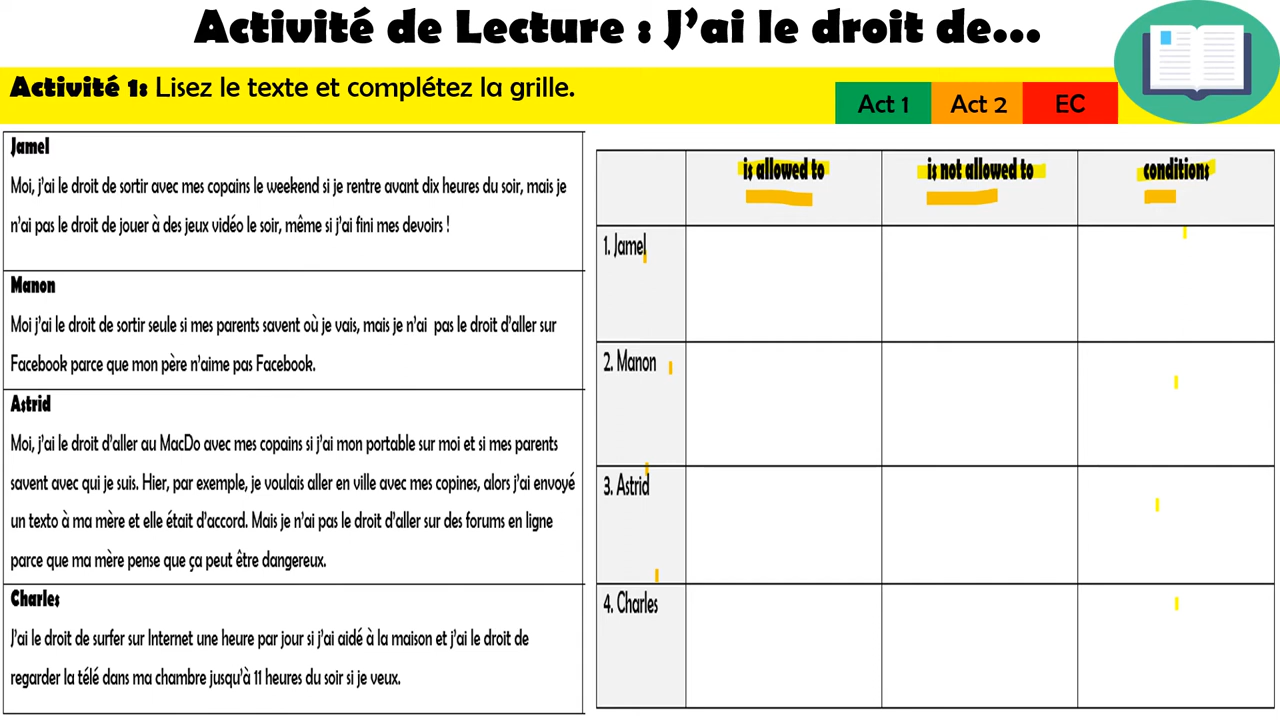 Activité de Lecture : J'ai le droit de...
Activité 1: Lisez le texte et complétez la grille.
Act 1
Act 2
EC
Jamel
Moi, j'ai le droit de sortir avec mes copains le weekend si je rentre avant dix heures du soir, mais je
n'ai pas le droit de jouer à des jeux vidéo le soir, même si j'ai fini mes devoirs !
Manon
Moi j'ai le droit de sortir seule si mes parents savent où je vais, mais je n'ai pas le droit d'aller sur
Facebook parce que mon père n'aime pas Facebook.
Astrid
Moi, j'ai le droit d'aller au MacDo avec mes copains si j'ai mon portable sur moi et si mes parents
savent avec qui je suis. Hier, par exemple, je voulais aller en ville avec mes copines, alors j'ai envoyé
un texto à ma mère et elle était d'accord. Mais je n'ai pas le droit d'aller sur des forums en ligne
parce que ma mère pense que ça peut être dangereux.
Charles
J'ai le droit de surfer sur Internet une heure par jour si j'ai aidé à la maison et j'ai le droit de
regarder la télé dans ma chambre jusqu'à 11 heures du soir si je veux.
is allowed to
is not allowed to
conditions
1. Jamel
2. Manon
3. Astrid
4. Charles